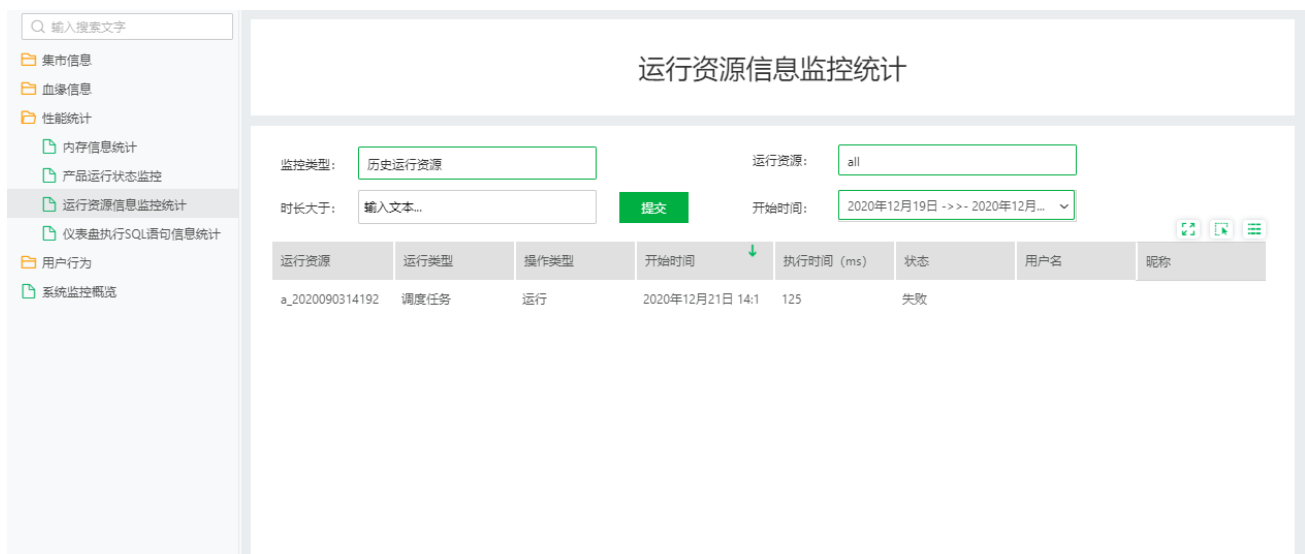 输入搜索文字
集市信息
血缘信息
性能统计
内存信息统计
产品运行状态监控
运行资源信息监控统计
仪表盘执行SQL语句信息统计
用户行为
系统监控概览
运行资源信息监控统计
监控类型: 历史运行资源 运行资源: all
时长大于: 输入文本... 提交 开始时间: 2020年12月19日 ->>- 2020年12月...
运行资源 运行类型 操作类型 开始时间 执行时间 (ms) 状态 用户名 昵称
a_2020090314192 调度任务 运行 2020年12月21日 14:1 125 失败